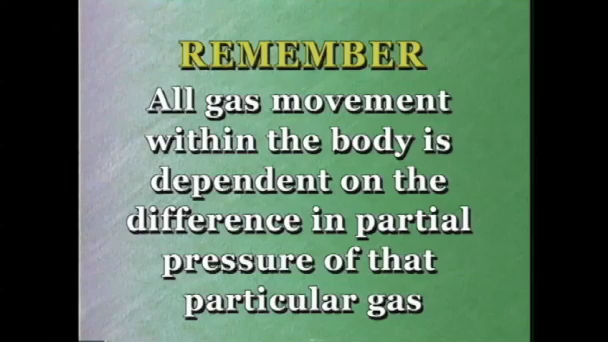 REMEMBER
All gas movement
within the body is
dependent on the
difference in partial
pressure of that
particular gas